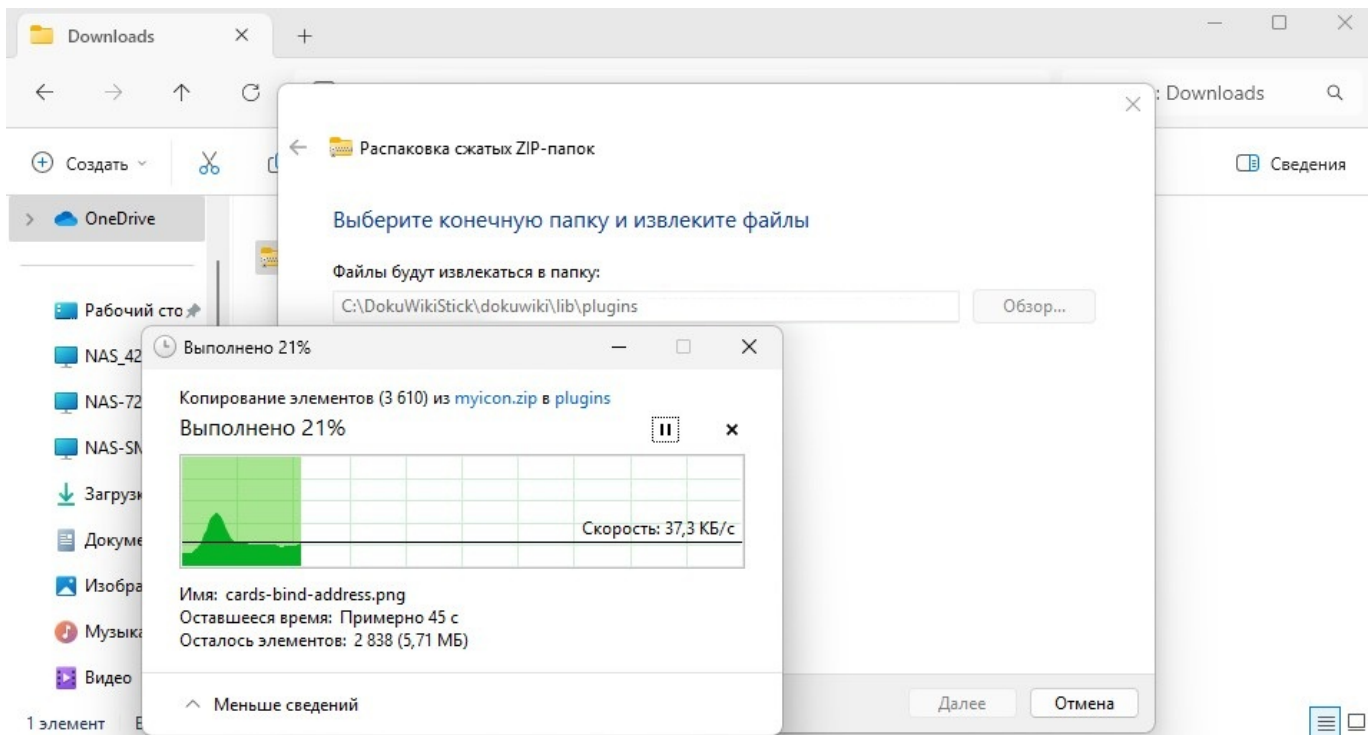 Downloads
: Downloads
Создать
Сведения
Распаковка сжатых ZIP-папок
OneDrive
Выберите конечную папку и извлеките файлы
Файлы будут извлекаться в папку:
C:\DokuWikiStick\dokuwiki\lib\plugins
Обзор...
Рабочий сто
NAS_42
NAS-72
NAS-SN
Загрузк
Докуме
Изобра
Музыка
Видео
1 элемент
Выполнено 21%
Копирование элементов (3 610) из myicon.zip в plugins
Выполнено 21%
Скорость: 37,3 КБ/с
Имя: cards-bind-address.png
Оставшееся время: Примерно 45 с
Осталось элементов: 2 838 (5,71 МБ)
Меньше сведений
Далее
Отмена